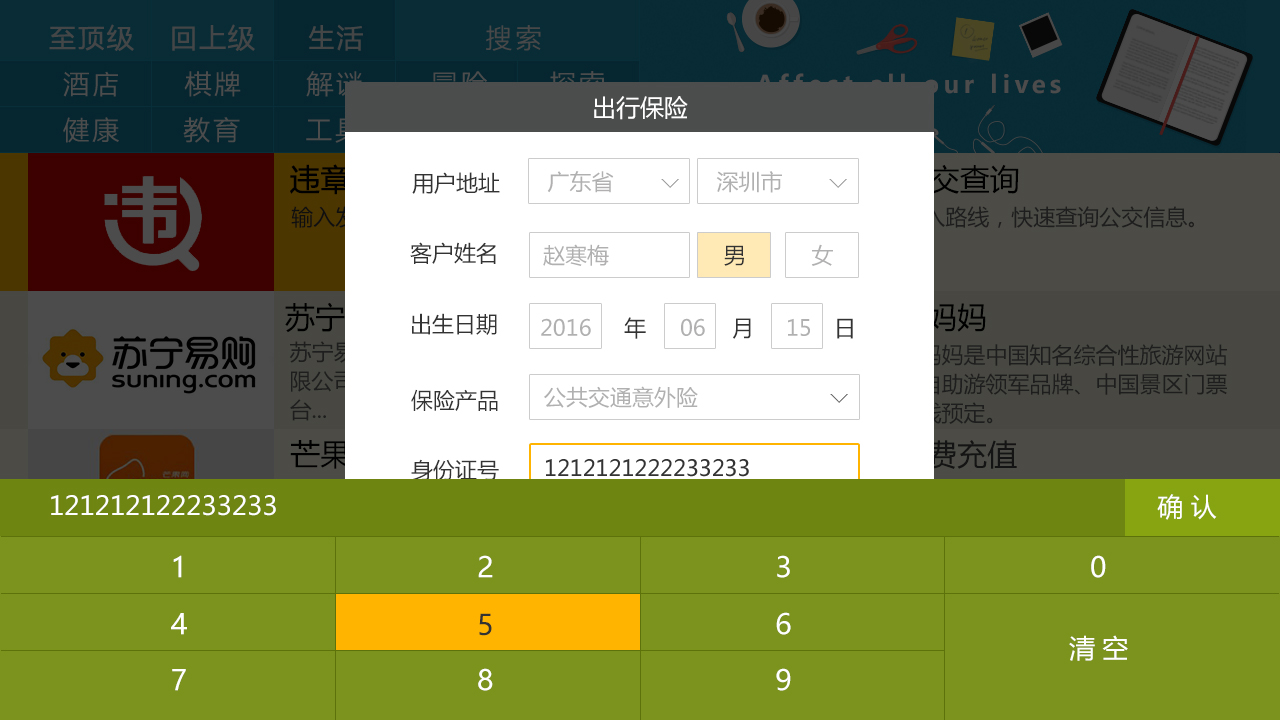 至顶级 回上级 生活 搜索
酒店 棋牌 解谜 冒险 探索
健康 教育 工具
Affect all our lives
出行保险
用户地址 广东省 深圳市
客户姓名 赵寒梅 男 女
出生日期 2016 年 06 月 15 日
保险产品 公共交通意外险
身份证号 1212121222233233
违章
输入发
交查询
入路线，快速查询公交信息。
苏宁易购
suning.com
苏宁
苏宁易
限公司
台...
妈妈
妈妈是中国知名综合性旅游网站
自助游领军品牌、中国景区门票
线预定。
芒果
费充值
121212122233233 确认
1 2 3 0
4 5 6
清空
7 8 9